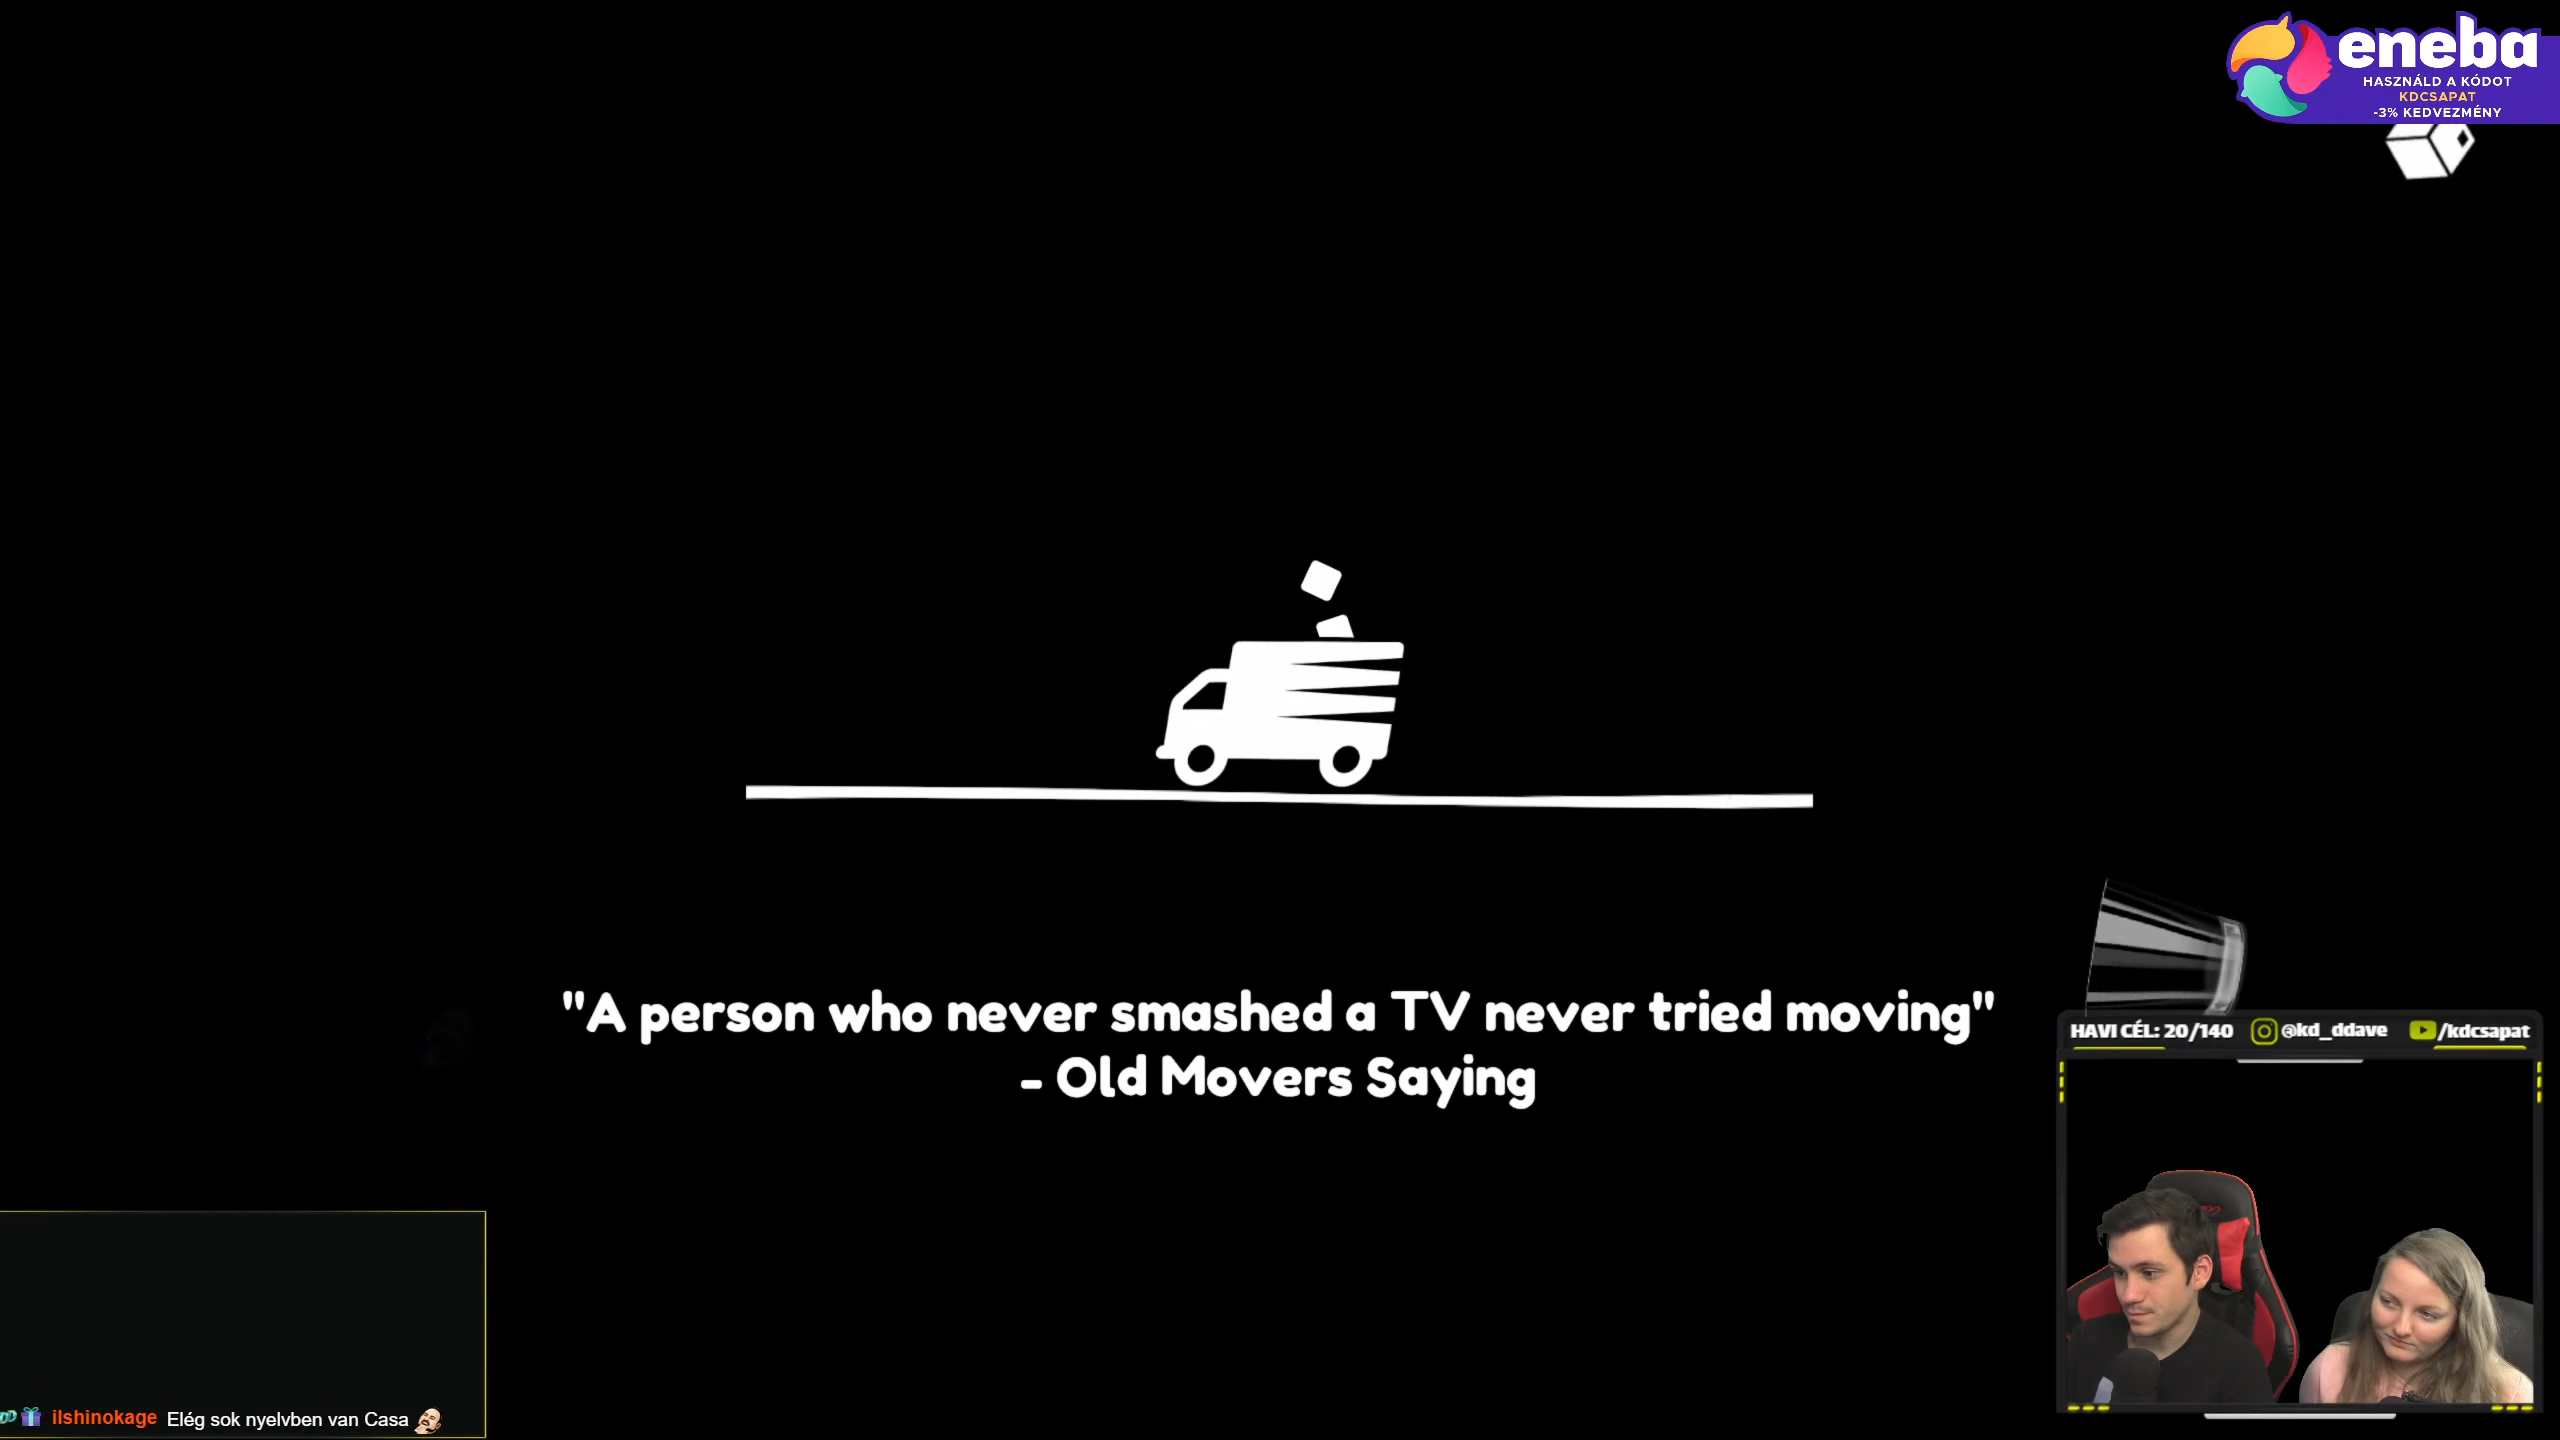 eneba
HASZNÁLD A KÓDOT
KDCSAPAT
-3% KEDVEZMÉNY
"A person who never smashed a TV never tried moving"
- Old Movers Saying
HAVI CÉL: 20/140 @kd_ddave /kdcsapat
ilshinokage Elég sok nyelvben van Casa